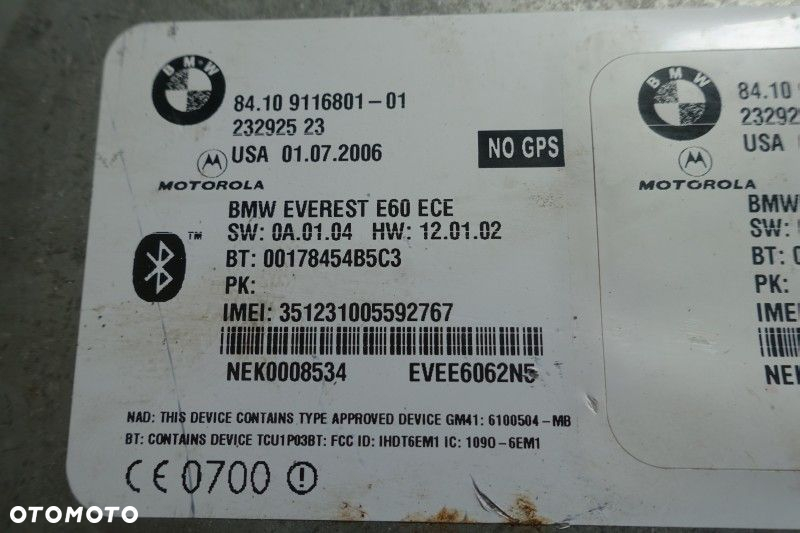 BMW
84.10 9116801-01
232925 23
USA 01.07.2006
NO GPS
MOTOROLA
BMW EVEREST E60 ECE
SW: 0A.01.04 HW: 12.01.02
TM
BT: 00178454B5C3
PK:
IMEI: 351231005592767
NEK0008534 EVEE6062N5
NAD: THIS DEVICE CONTAINS TYPE APPROVED DEVICE GM41: 6100504-MB
BT: CONTAINS DEVICE TCU1P03BT: FCC ID: IHDT6EM1 IC: 1090-6EM1
CE 0700
BMW
84.10
232925
USA
MOTOROLA
BMW
SW:
BT:
PK:
IMEI
NEK
OTOMOTO